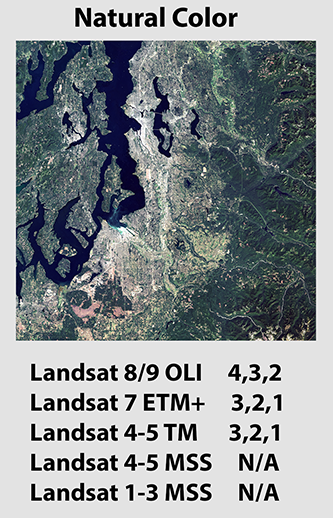 Natural Color
Landsat 8/9 OLI 4,3,2
Landsat 7 ETM+ 3,2,1
Landsat 4-5 TM 3,2,1
Landsat 4-5 MSS N/A
Landsat 1-3 MSS N/A